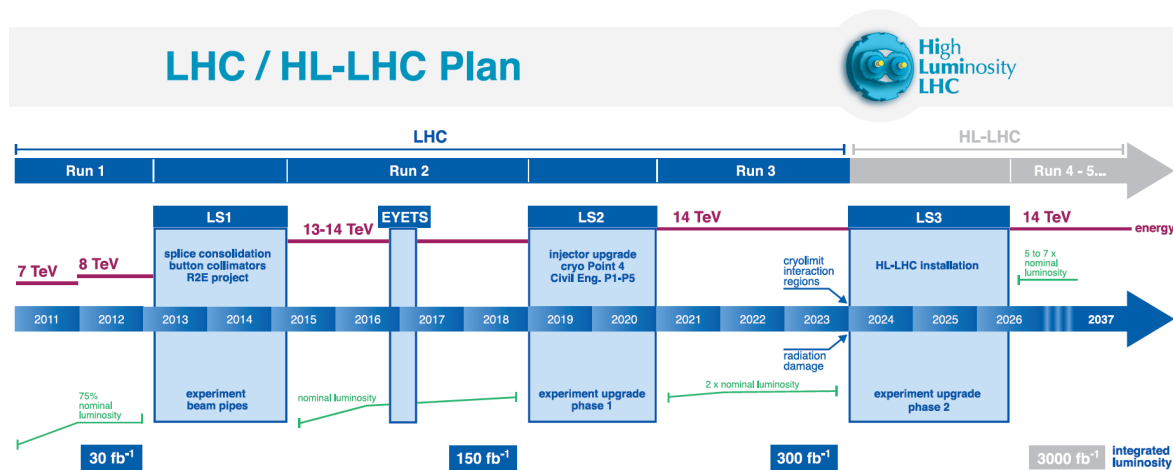 LHC / HL-LHC Plan
High
Luminosity
LHC
LHC
HL-LHC
Run 1
Run 2
Run 3
Run 4 - 5...
LS1
EYETS
LS2
LS3
7 TeV
8 TeV
13-14 TeV
14 TeV
14 TeV
energy
splice consolidation
button collimators
R2E project
injector upgrade
cryo Point 4
Civil Eng. P1-P5
cryolimit
interaction
regions
HL-LHC installation
5 to 7 x
nominal
luminosity
2011
2012
2013
2014
2015
2016
2017
2018
2019
2020
2021
2022
2023
2024
2025
2026
2037
radiation
damage
75%
nominal
luminosity
experiment
beam pipes
nominal luminosity
experiment upgrade
phase 1
2 x nominal luminosity
experiment upgrade
phase 2
30 fb⁻¹
150 fb⁻¹
300 fb⁻¹
3000 fb⁻¹
integrated
luminosity